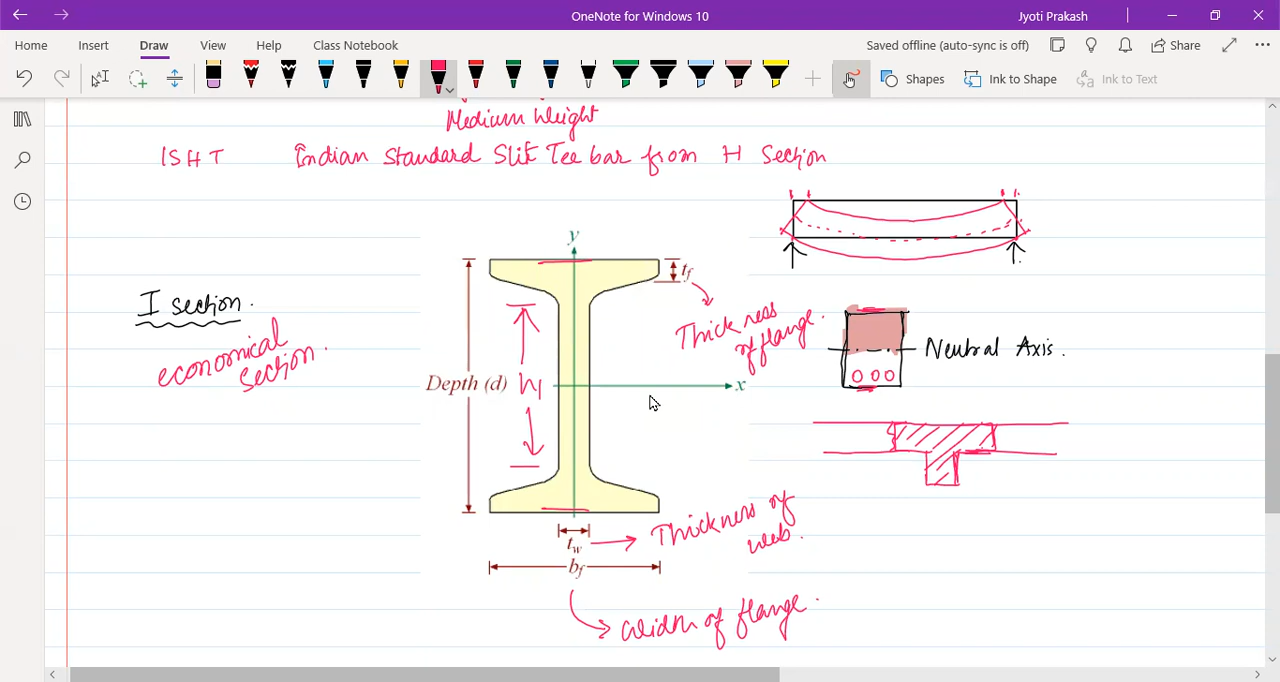 OneNote for Windows 10
Jyoti Prakash
Home Insert Draw View Help Class Notebook
Saved offline (auto-sync is off)
Share
Shapes
Ink to Shape
Ink to Text
Medium Weight
ISHT Indian Standard Slit Tee bar from H Section
y
tf
Thickness
of flange.
I section.
economical
section.
Depth (d)
h1
x
Neutral Axis.
tw
Thickness of
web.
bf
Width of flange.